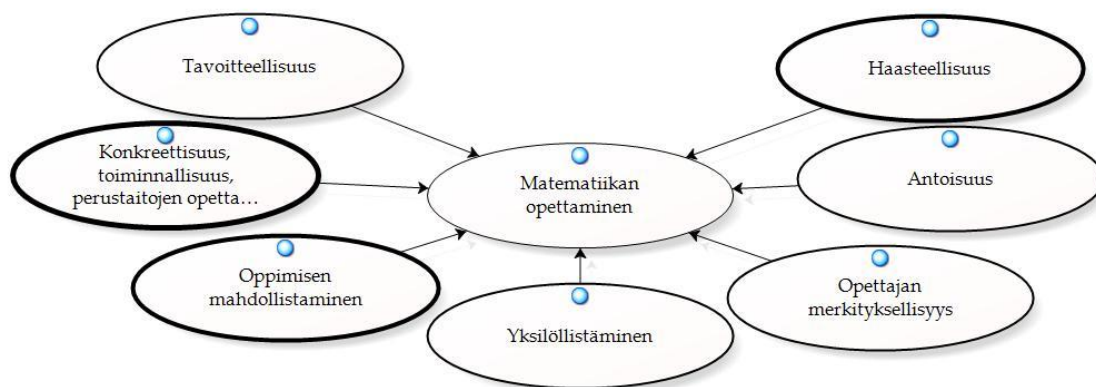 Tavoitteellisuus
Haasteellisuus
Konkreettisuus,
toiminnallisuus,
perustaitojen opetta…
Matematiikan
opettaminen
Antoisuus
Oppimisen
mahdollistaminen
Yksilöllistäminen
Opettajan
merkityksellisyys